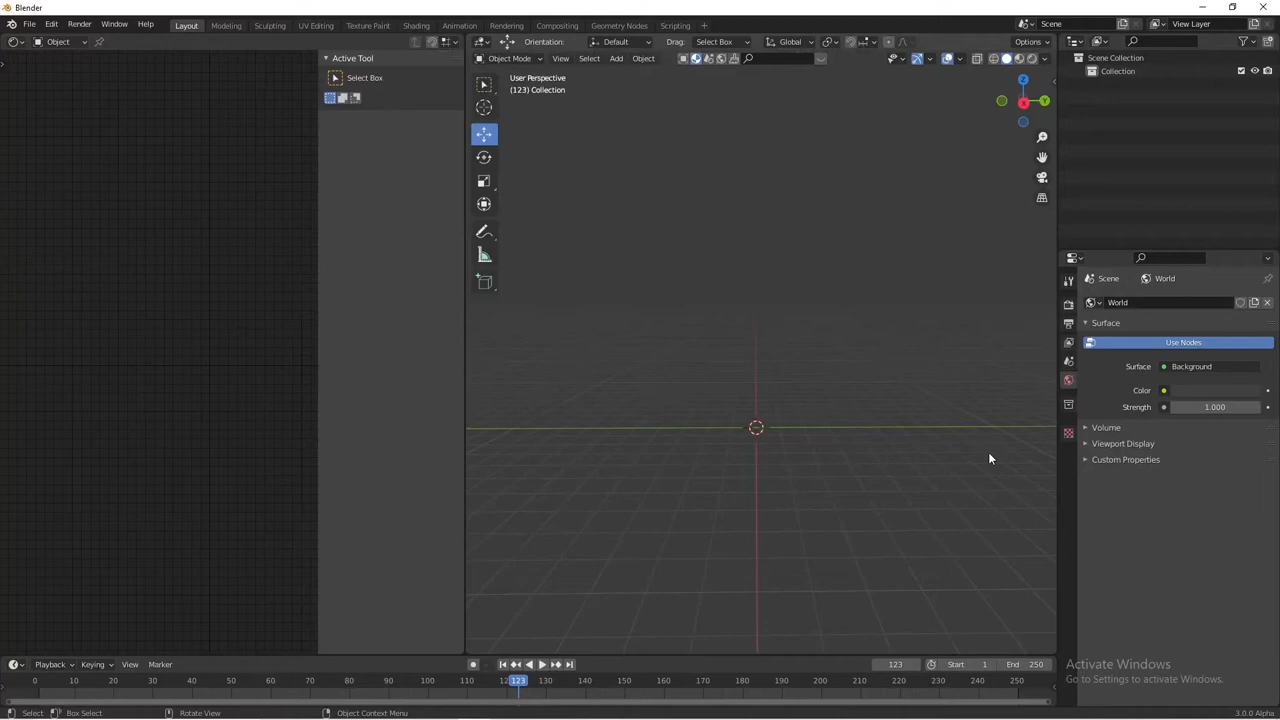 Blender
File Edit Render Window Help Layout Modeling Sculpting UV Editing Texture Paint Shading Animation Rendering Compositing Geometry Nodes Scripting + Scene View Layer
Object Orientation: Default Drag: Select Box Global Options
Active Tool
Select Box
Object Mode View Select Add Object
User Perspective
(123) Collection
Z
Y
X
Scene Collection
Collection
Scene World
World
Surface
Use Nodes
Surface Background
Color
Strength 1.000
Volume
Viewport Display
Custom Properties
Playback Keying View Marker 123 Start 1 End 250
0 10 20 30 40 50 60 70 80 90 100 110 12 123 130 140 150 160 170 180 190 200 210 220 230 240 250
Activate Windows
Go to Settings to activate Windows.
Select Box Select Rotate View Object Context Menu 3.0.0 Alpha